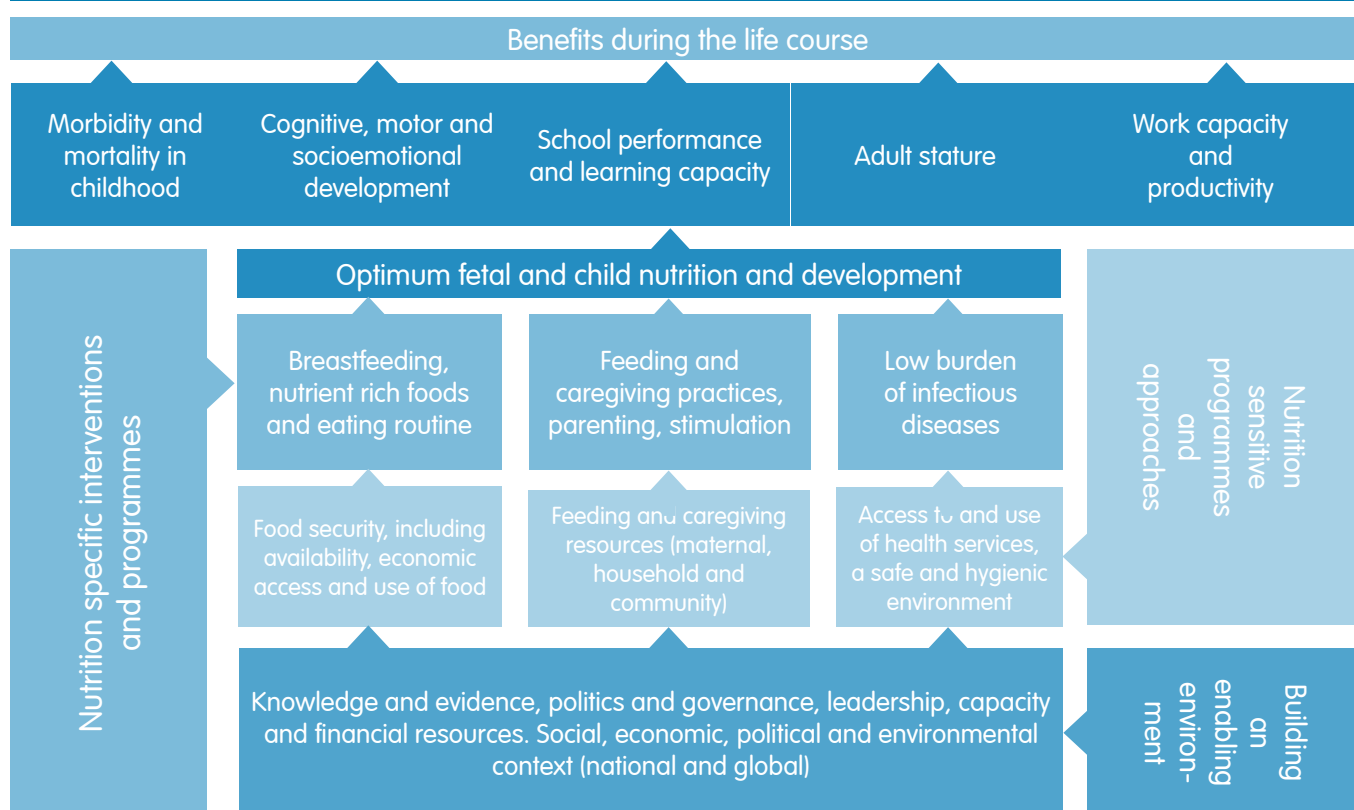 Benefits during the life course
Morbidity and
mortality in
childhood
Cognitive, motor and
socioemotional
development
School performance
and learning capacity
Adult stature
Work capacity
and
productivity
Nutrition specific interventions
and programmes
Optimum fetal and child nutrition and development
Breastfeeding,
nutrient rich foods
and eating routine
Feeding and
caregiving practices,
parenting, stimulation
Low burden
of infectious
diseases
Nutrition
sensitive
programmes
and
approaches
Food security, including
availability, economic
access and use of food
Feeding and caregiving
resources (maternal,
household and
community)
Access to and use
of health services,
a safe and hygienic
environment
Knowledge and evidence, politics and governance, leadership, capacity
and financial resources. Social, economic, political and environmental
context (national and global)
Building
an
enabling
environ-
ment